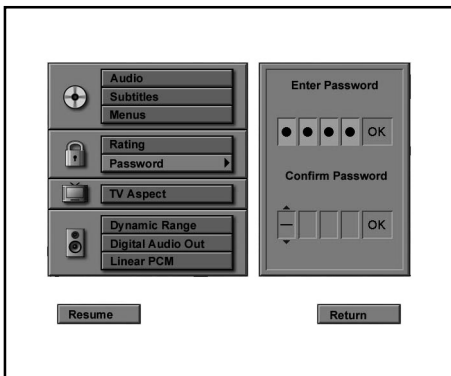 Audio
Subtitles
Menus
Rating
Password
TV Aspect
Dynamic Range
Digital Audio Out
Linear PCM
Enter Password
OK
Confirm Password
OK
Resume
Return